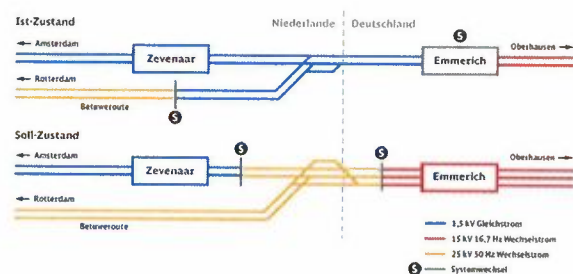 Ist-Zustand
Niederlande
Deutschland
S
Amsterdam
Zevenaar
Emmerich
Oberhausen
Rotterdam
Betuweroute
S
Soll-Zustand
S
S
Amsterdam
Zevenaar
Emmerich
Oberhausen
Rotterdam
Betuweroute
1,5 kV Gleichstrom
15 kV 16,7 Hz Wechselstrom
25 kV 50 Hz Wechselstrom
S Systemwechsel